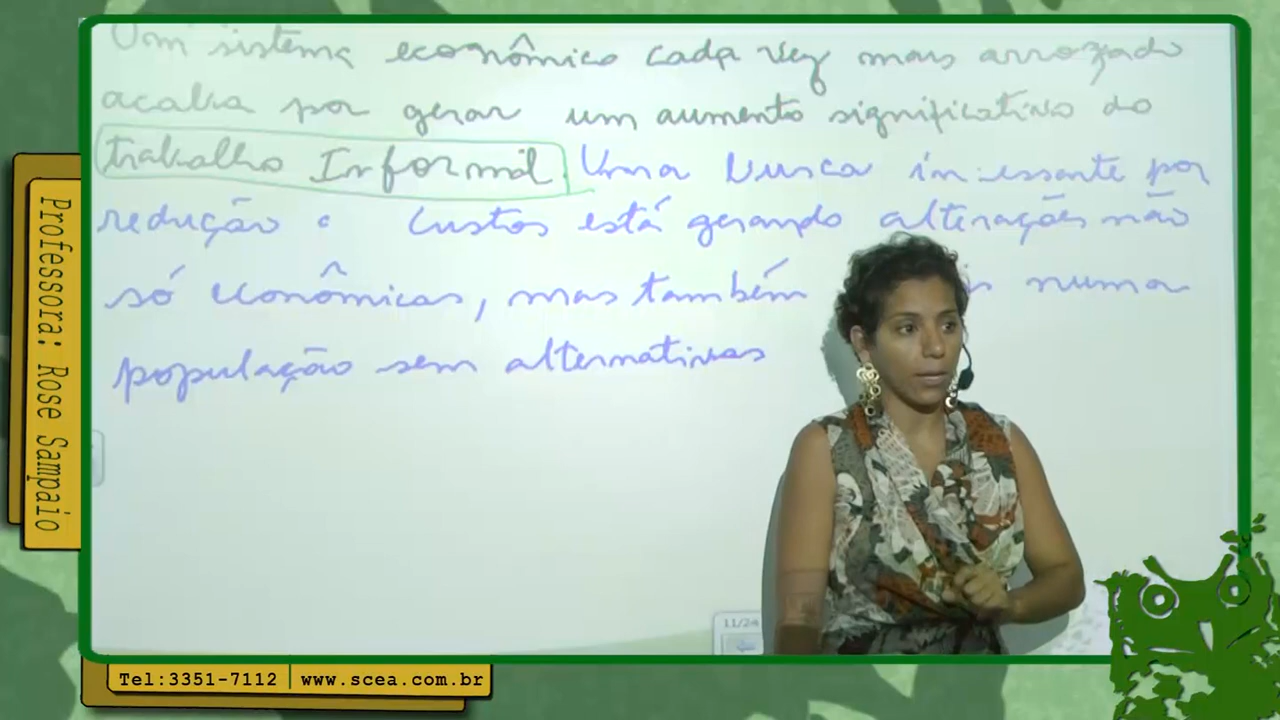 Um sistema econômico cada vez mais arrozado
acaba por gerar um aumento significativo do
trabalho Informal. Uma busca incessante por
redução custos está gerando alterações não
só econômicas, mas também numa
população sem alternativas
Professora: Rose Sampaio
11/24
Tel:3351-7112 | www.scea.com.br